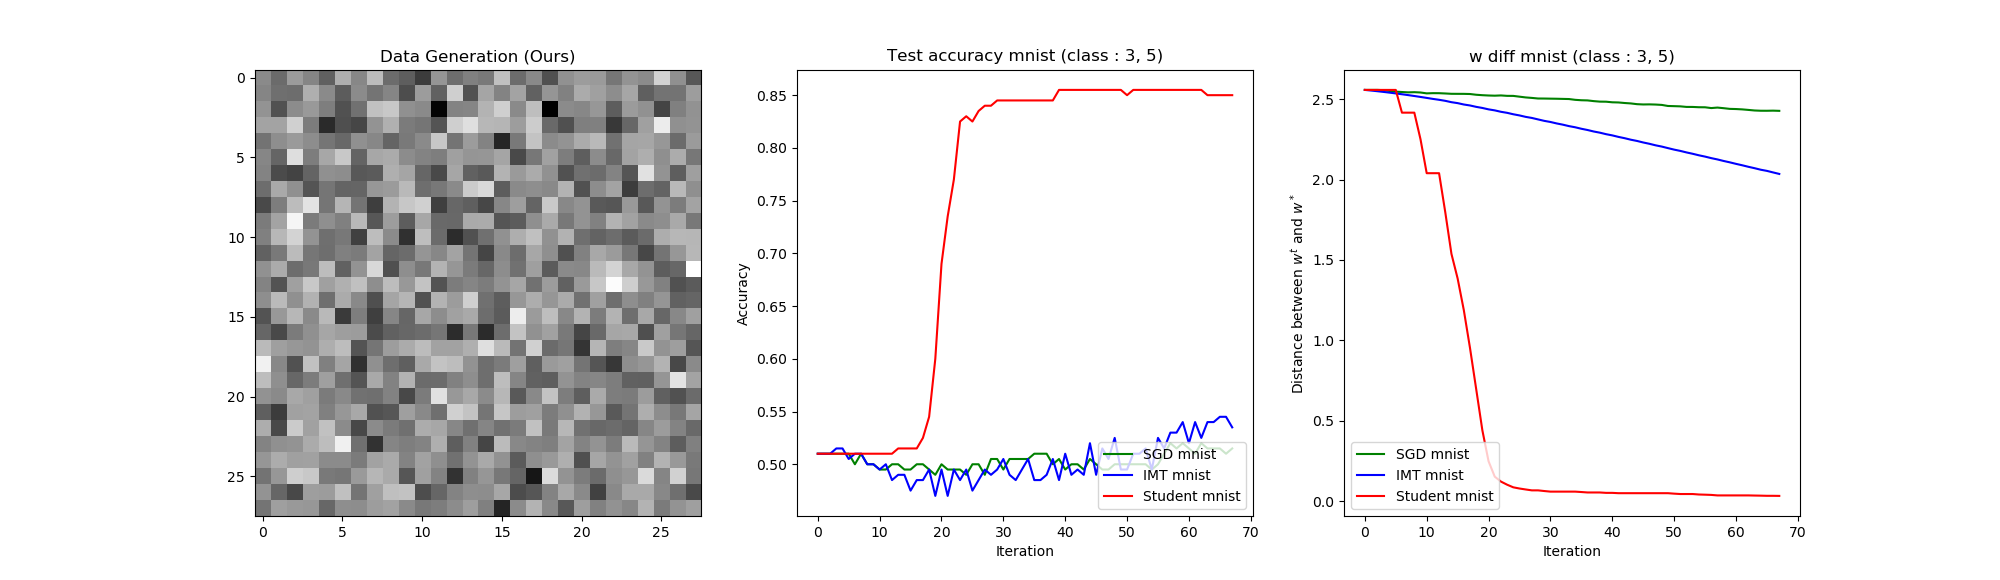 Data Generation (Ours)
0
5
10
15
20
25
0 5 10 15 20 25
Test accuracy mnist (class : 3, 5)
Accuracy
0.85
0.80
0.75
0.70
0.65
0.60
0.55
0.50
SGD mnist
IMT mnist
Student mnist
0 10 20 30 40 50 60 70
Iteration
w diff mnist (class : 3, 5)
Distance between w^t and w^*
2.5
2.0
1.5
1.0
0.5
0.0
SGD mnist
IMT mnist
Student mnist
0 10 20 30 40 50 60 70
Iteration